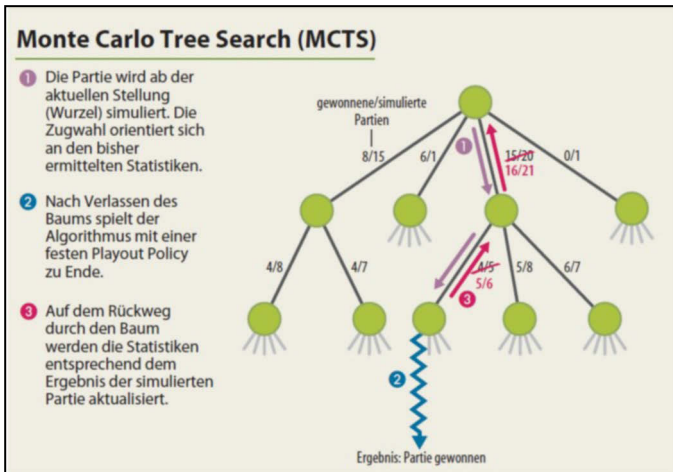 Monte Carlo Tree Search (MCTS)
1 Die Partie wird ab der
aktuellen Stellung
(Wurzel) simuliert. Die
Zugwahl orientiert sich
an den bisher
ermittelten Statistiken.
2 Nach Verlassen des
Baums spielt der
Algorithmus mit einer
festen Playout Policy
zu Ende.
3 Auf dem Rückweg
durch den Baum
werden die Statistiken
entsprechend dem
Ergebnis der simulierten
Partie aktualisiert.
gewonnene/simulierte
Partien
8/15
6/1
1
15/20
16/21
0/1
4/8
4/7
4/5
5/6
3
5/8
6/7
2
Ergebnis: Partie gewonnen